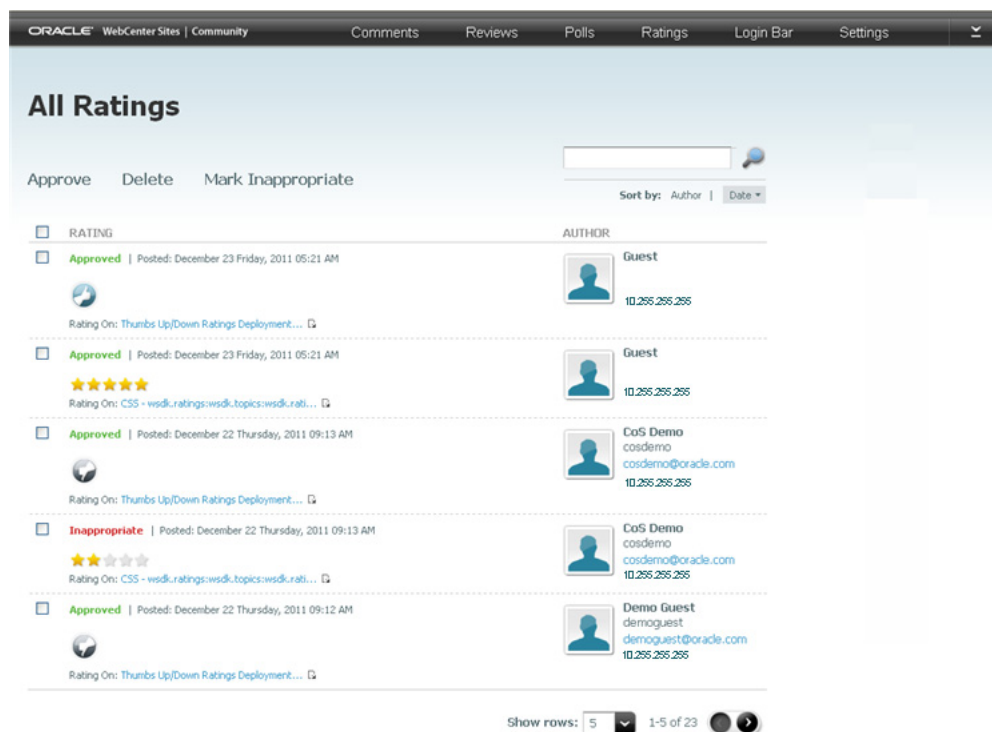 ORACLE WebCenter Sites | Community Comments Reviews Polls Ratings Login Bar Settings
All Ratings
Approve Delete Mark Inappropriate
Sort by: Author | Date
RATING AUTHOR
Approved | Posted: December 23 Friday, 2011 05:21 AM
Guest
10.255.255.255
Rating On: Thumbs Up/Down Ratings Deployment...
Approved | Posted: December 23 Friday, 2011 05:21 AM
Guest
10.255.255.255
Rating On: CSS - wsdk.ratings:wsdk.topics:wsdk.rati...
Approved | Posted: December 22 Thursday, 2011 09:13 AM
CoS Demo
cosdemo
cosdemo@oracle.com
10.255.255.255
Rating On: Thumbs Up/Down Ratings Deployment...
Inappropriate | Posted: December 22 Thursday, 2011 09:13 AM
CoS Demo
cosdemo
cosdemo@oracle.com
10.255.255.255
Rating On: CSS - wsdk.ratings:wsdk.topics:wsdk.rati...
Approved | Posted: December 22 Thursday, 2011 09:12 AM
Demo Guest
demoguest
demoguest@oracle.com
10.255.255.255
Rating On: Thumbs Up/Down Ratings Deployment...
Show rows: 5 1-5 of 23